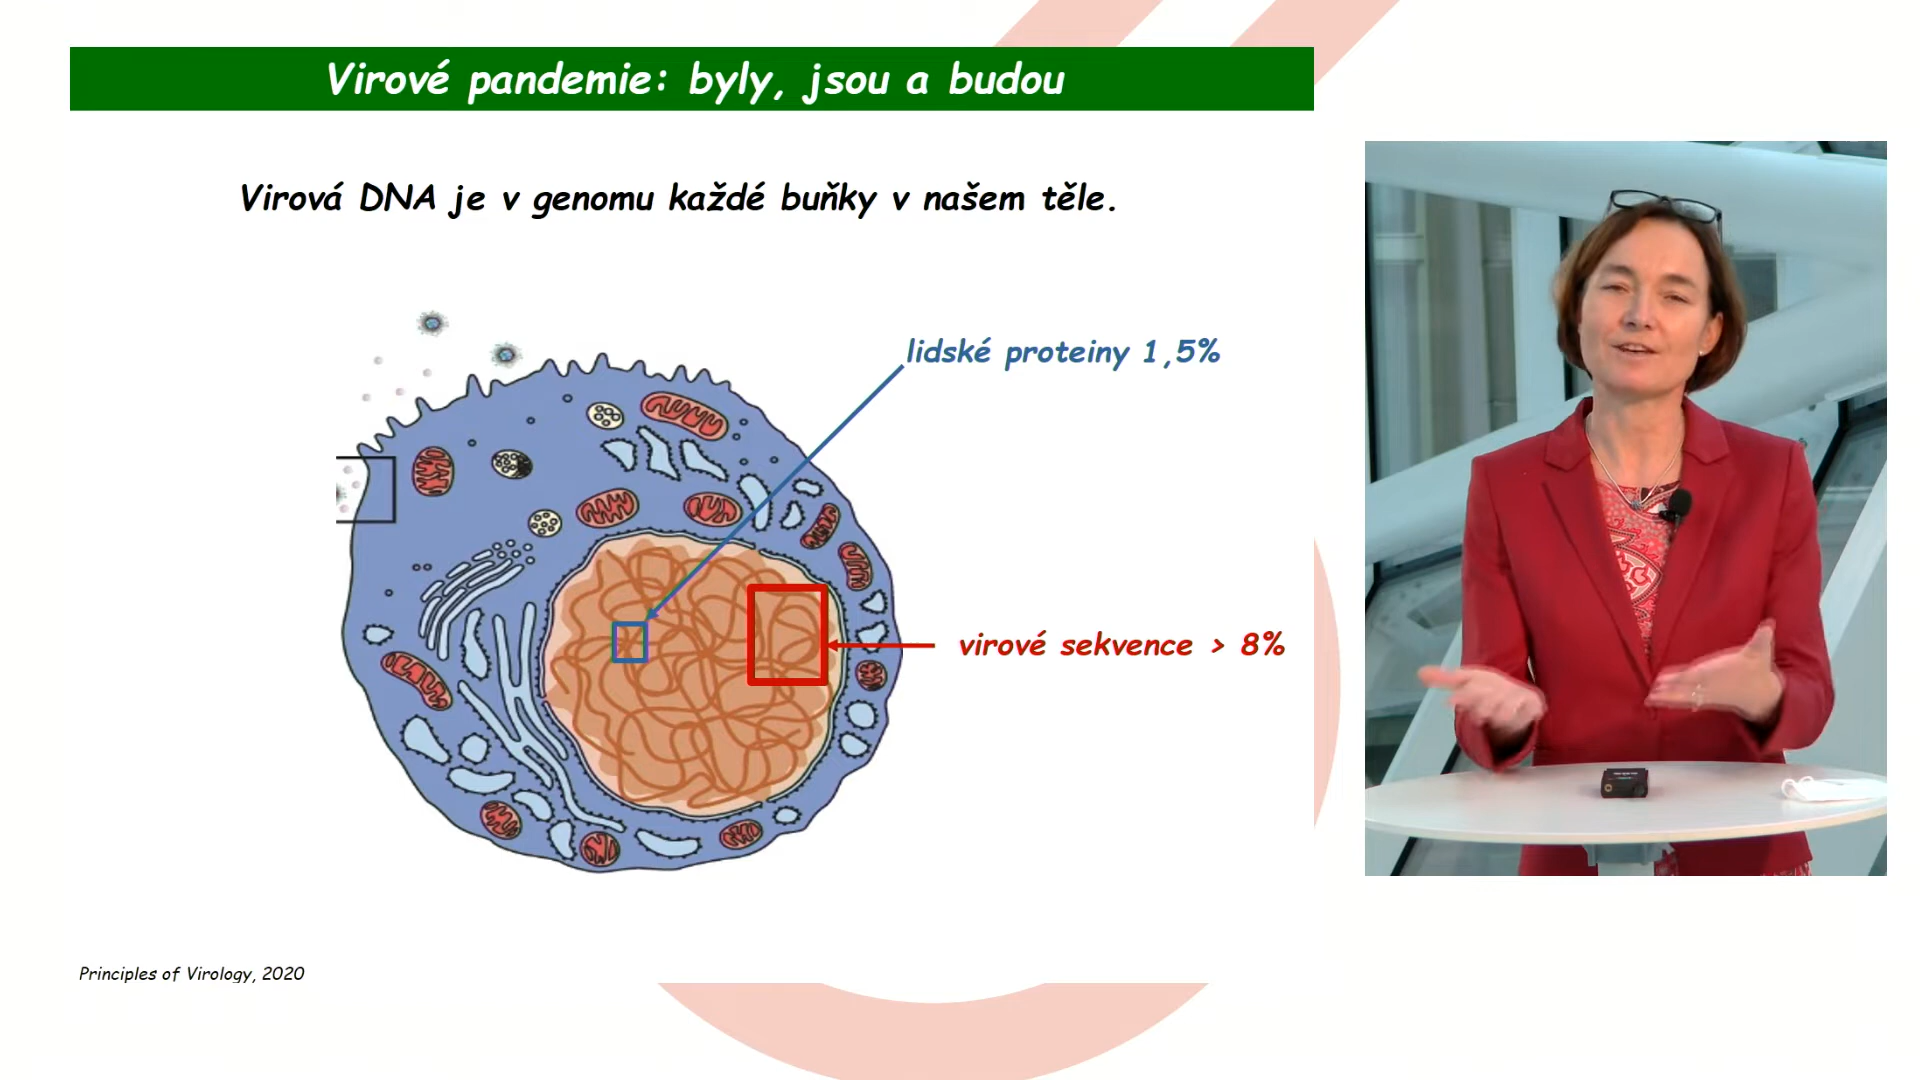 Virové pandemie: byly, jsou a budou
Virová DNA je v genomu každé buňky v našem těle.
lidské proteiny 1,5%
virové sekvence > 8%
Principles of Virology, 2020